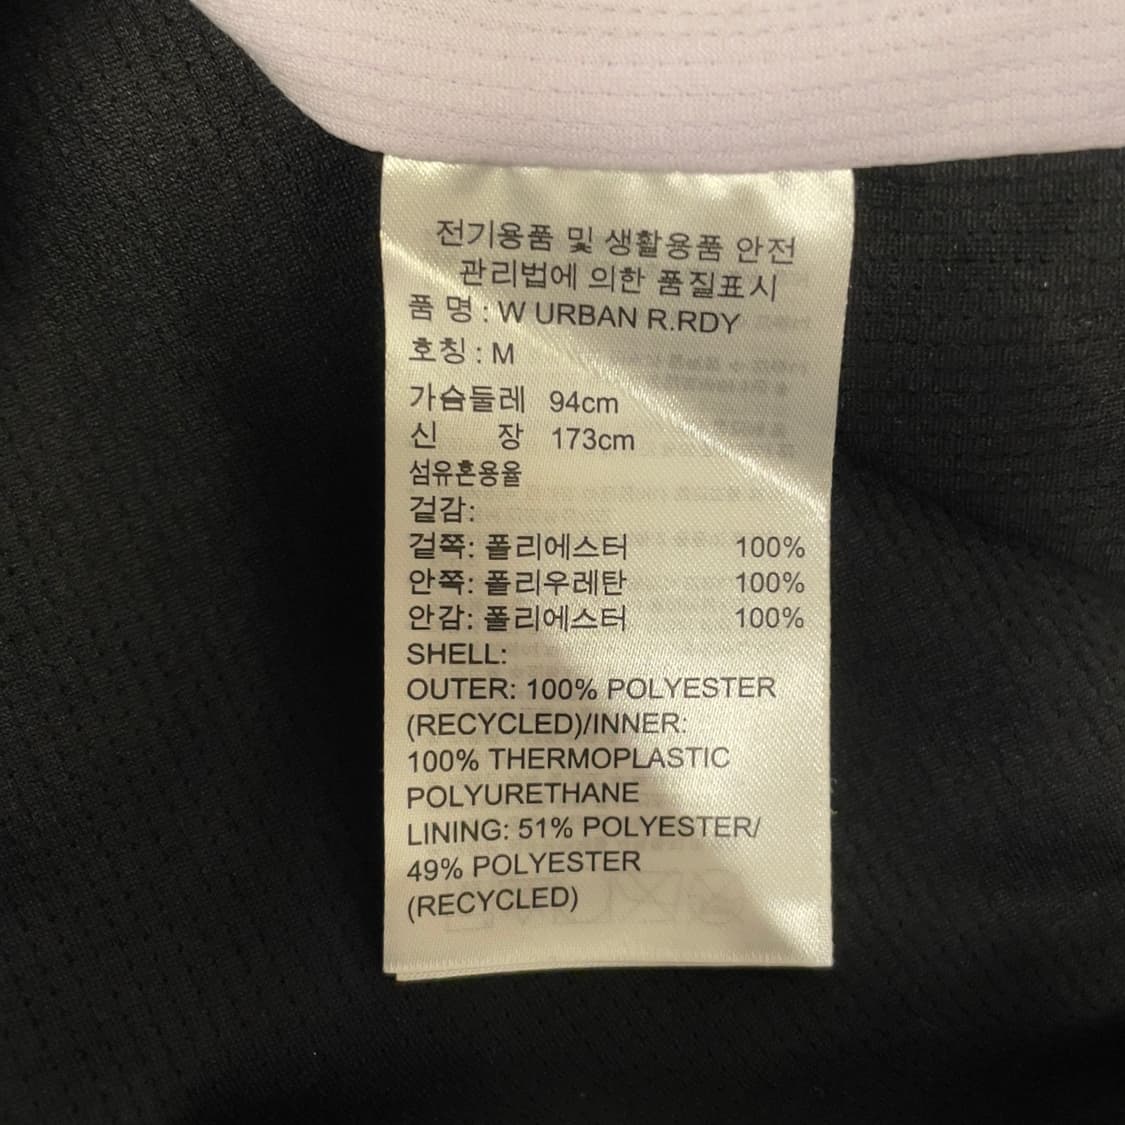 전기용품 및 생활용품 안전
관리법에 의한 품질표시
품 명 : W URBAN R.RDY
호칭 : M
가슴둘레 94cm
신 장 173cm
섬유혼용율
겉감:
겉쪽: 폴리에스터 100%
안쪽: 폴리우레탄 100%
안감: 폴리에스터 100%
SHELL:
OUTER: 100% POLYESTER
(RECYCLED)/INNER:
100% THERMOPLASTIC
POLYURETHANE
LINING: 51% POLYESTER/
49% POLYESTER
(RECYCLED)